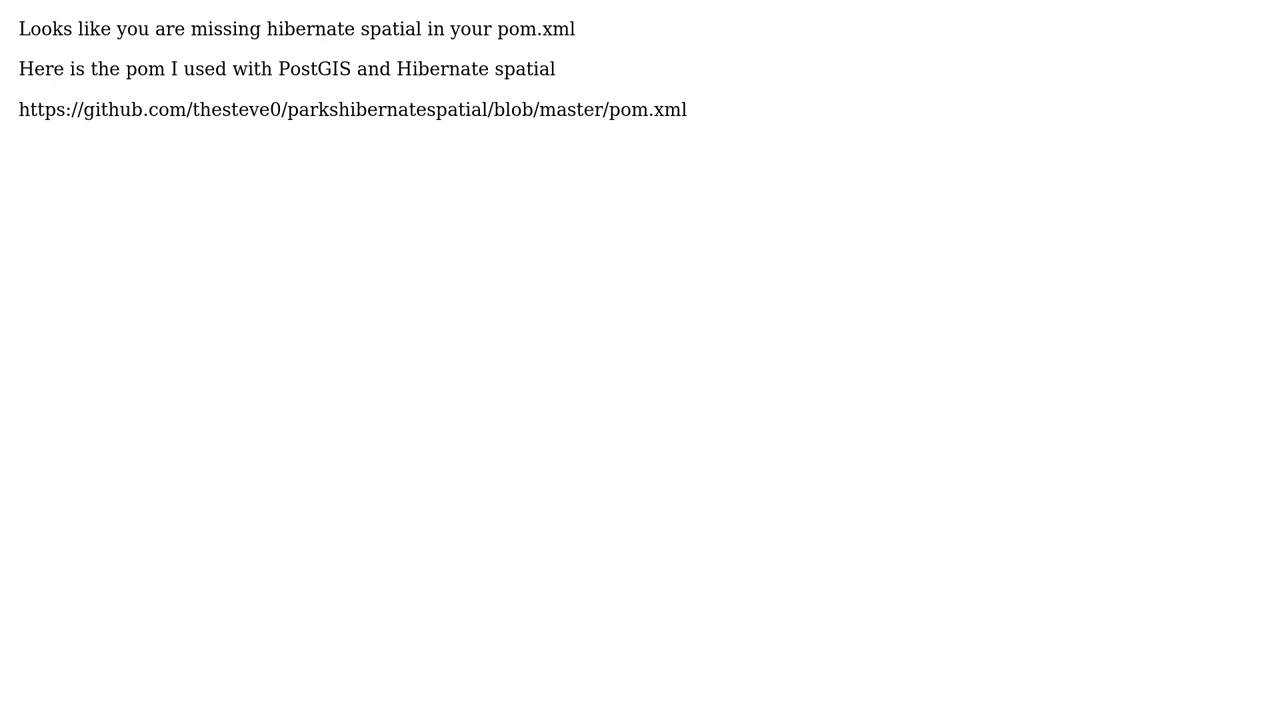 Looks like you are missing hibernate spatial in your pom.xml
Here is the pom I used with PostGIS and Hibernate spatial
https://github.com/thesteve0/parkshibernatespatial/blob/master/pom.xml